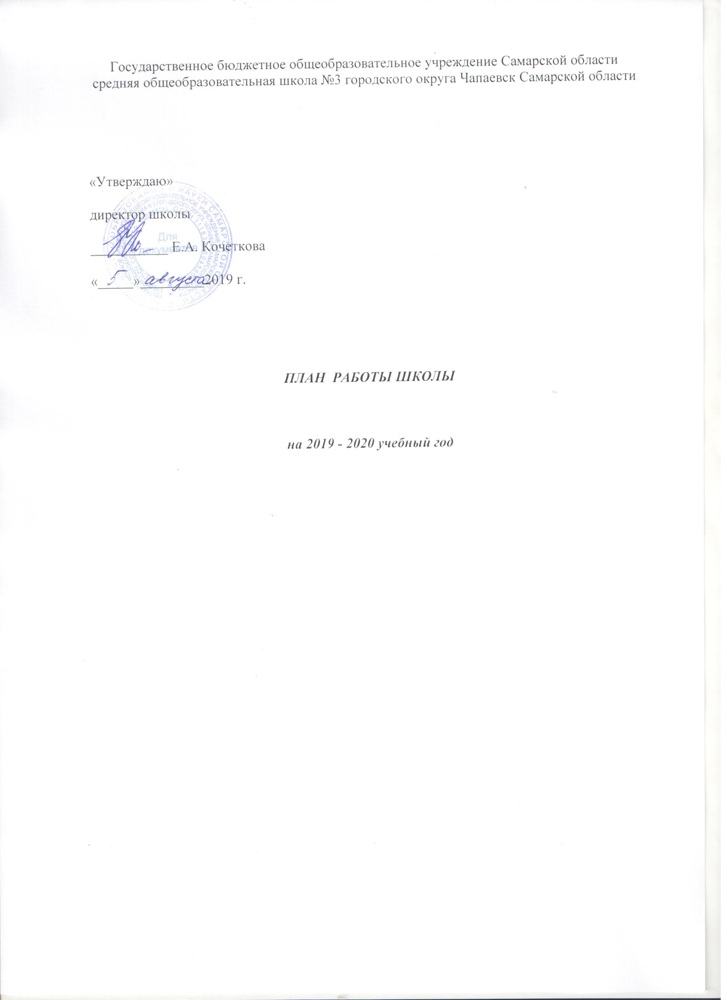 Государственное бюджетное общеобразовательное учреждение Самарской области
средняя общеобразовательная школа №3 городского округа Чапаевск Самарской области
«Утверждаю»
директор школы
Для
документов
___________ Е.А. Кочеткова
«_5_» августа 2019 г.
ПЛАН РАБОТЫ ШКОЛЫ
на 2019 - 2020 учебный год